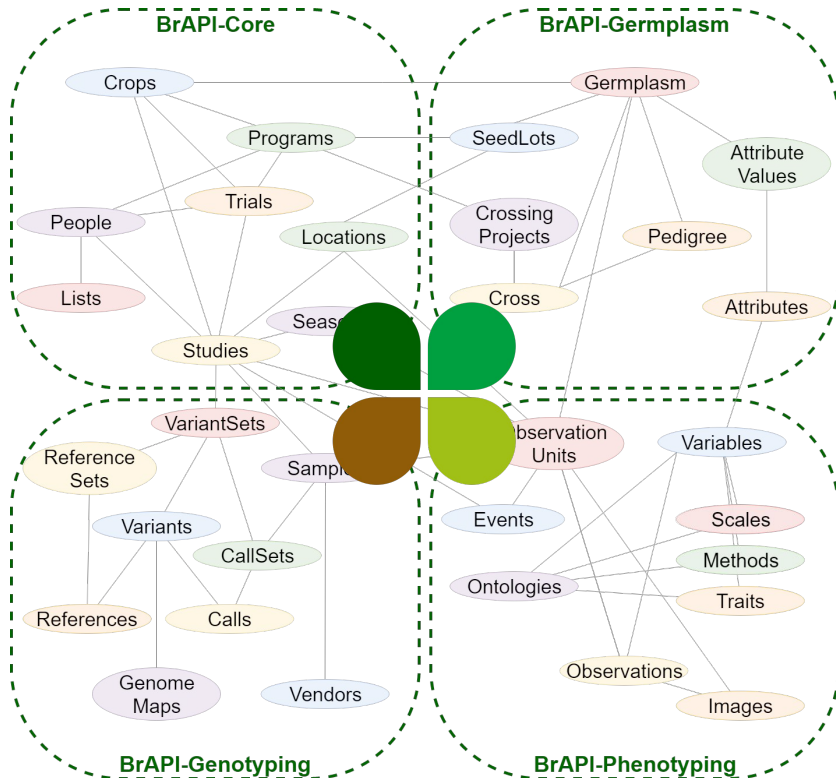 BrAPI-Core
Crops
Programs
Trials
People
Locations
Lists
Studies
BrAPI-Germplasm
Germplasm
SeedLots
Attribute
Values
Crossing
Projects
Pedigree
Cross
Attributes
VariantSets
Reference
Sets
Variants
CallSets
References
Calls
Genome
Maps
Vendors
BrAPI-Genotyping
Units
Variables
Events
Scales
Methods
Ontologies
Traits
Observations
Images
BrAPI-Phenotyping